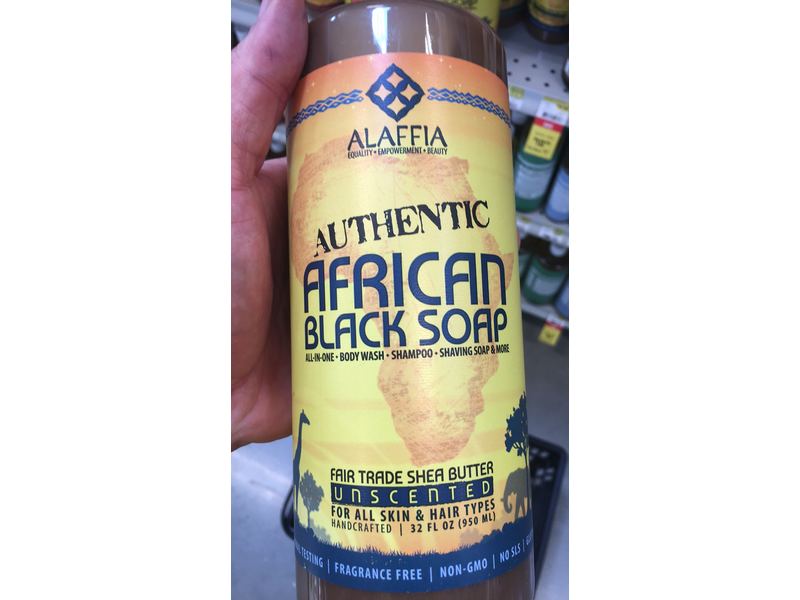 ALAFFIA
EQUALITY • EMPOWERMENT • BEAUTY
AUTHENTIC
AFRICAN
BLACK SOAP
ALL-IN-ONE • BODY WASH • SHAMPOO • SHAVING SOAP & MORE
FAIR TRADE SHEA BUTTER
UNSCENTED
FOR ALL SKIN & HAIR TYPES
HANDCRAFTED | 32 FL OZ (950 ML)
TESTING | FRAGRANCE FREE | NON-GMO | NO SLS |